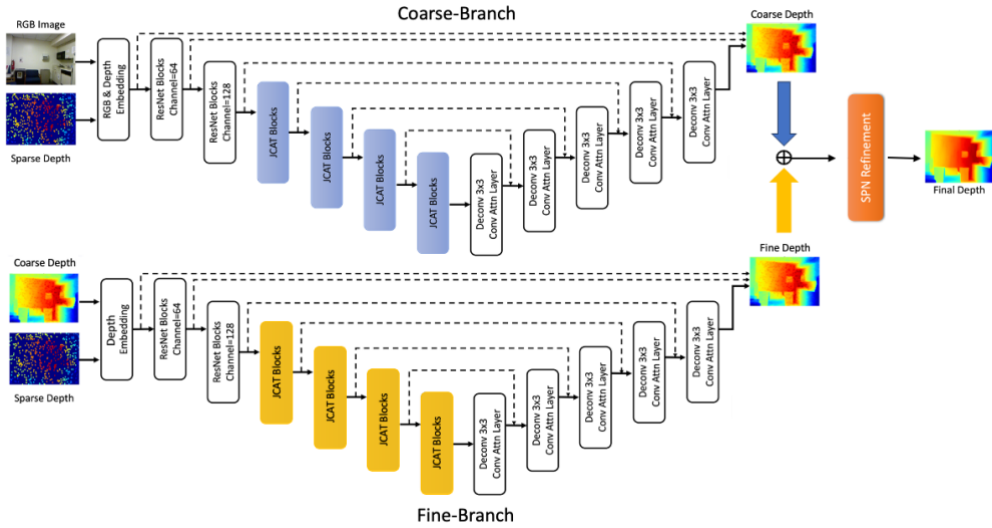 Coarse-Branch
RGB Image
Sparse Depth
RGB & Depth
Embedding
ResNet Blocks
Channel=64
ResNet Blocks
Channel=128
JCAT Blocks
JCAT Blocks
JCAT Blocks
JCAT Blocks
Deconv 3x3
Conv Attn Layer
Deconv 3x3
Conv Attn Layer
Deconv 3x3
Conv Attn Layer
Deconv 3x3
Conv Attn Layer
Deconv 3x3
Conv Attn Layer
Coarse Depth
SPN Refinement
Final Depth
Coarse Depth
Sparse Depth
Depth
Embedding
ResNet Blocks
Channel=64
ResNet Blocks
Channel=128
JCAT Blocks
JCAT Blocks
JCAT Blocks
JCAT Blocks
Deconv 3x3
Conv Attn Layer
Deconv 3x3
Conv Attn Layer
Deconv 3x3
Conv Attn Layer
Deconv 3x3
Conv Attn Layer
Deconv 3x3
Conv Attn Layer
Fine Depth
Fine-Branch